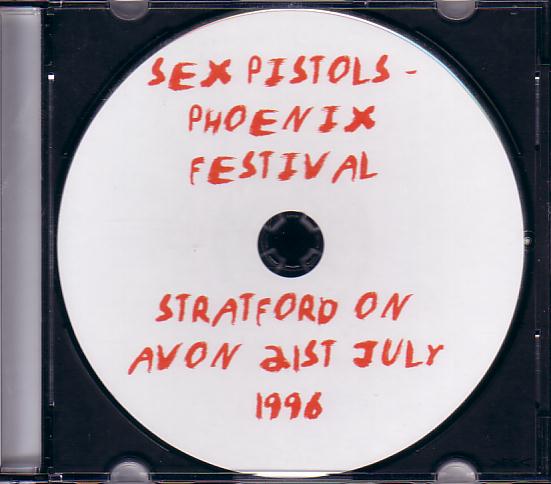 SEX PISTOLS -
PHOENIX
FESTIVAL
STRATFORD ON
AVON 21ST JULY
1996